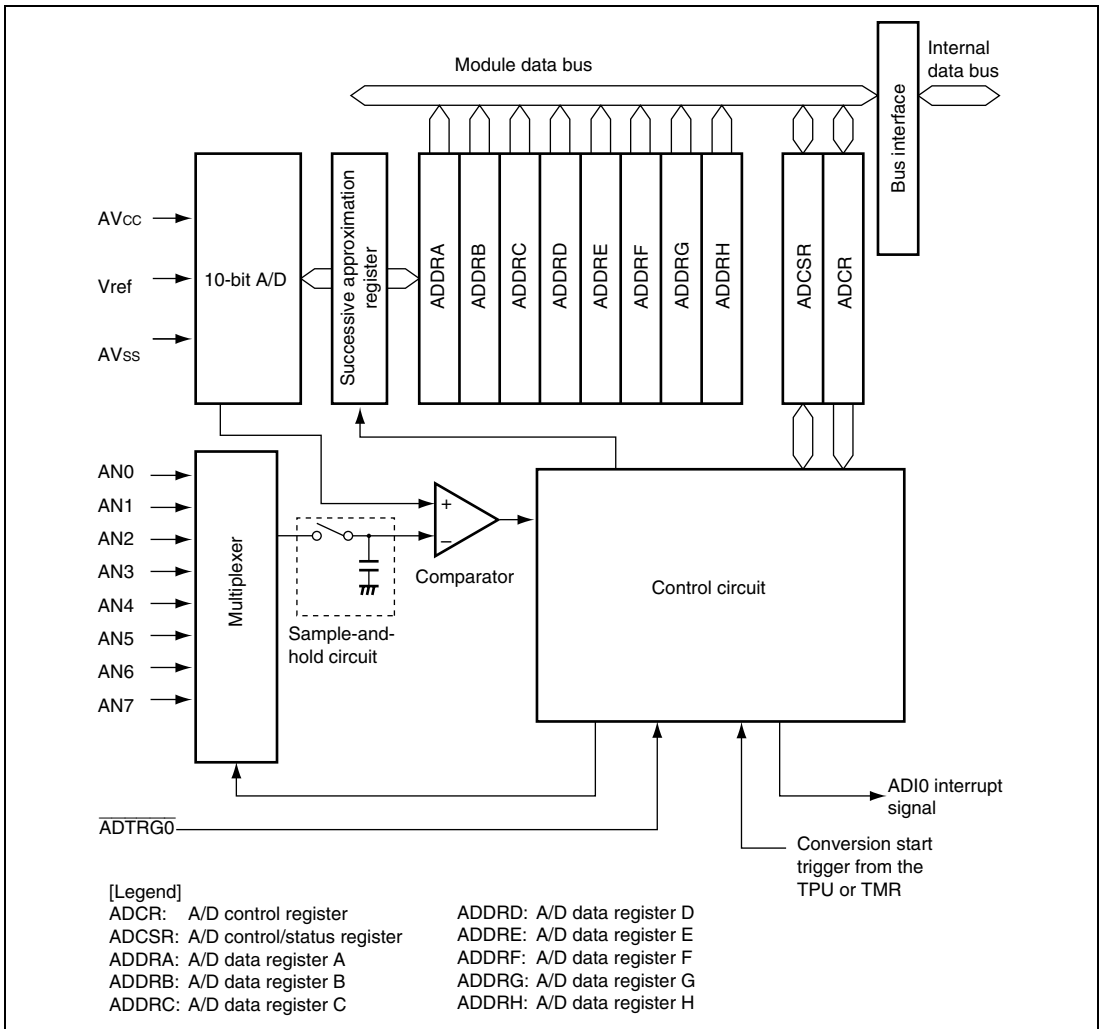 Module data bus
Internal
data bus
Bus interface
AVCC
Vref
AVSS
10-bit A/D
Successive approximation
register
ADDRA
ADDRB
ADDRC
ADDRD
ADDRE
ADDRF
ADDRG
ADDRH
ADCSR
ADCR
AN0
AN1
AN2
AN3
AN4
AN5
AN6
AN7
Multiplexer
+
−
Comparator
Sample-and-
hold circuit
Control circuit
ADI0 interrupt
signal
ADTRG0
Conversion start
trigger from the
TPU or TMR
[Legend]
ADCR: A/D control register
ADCSR: A/D control/status register
ADDRA: A/D data register A
ADDRB: A/D data register B
ADDRC: A/D data register C
ADDRD: A/D data register D
ADDRE: A/D data register E
ADDRF: A/D data register F
ADDRG: A/D data register G
ADDRH: A/D data register H